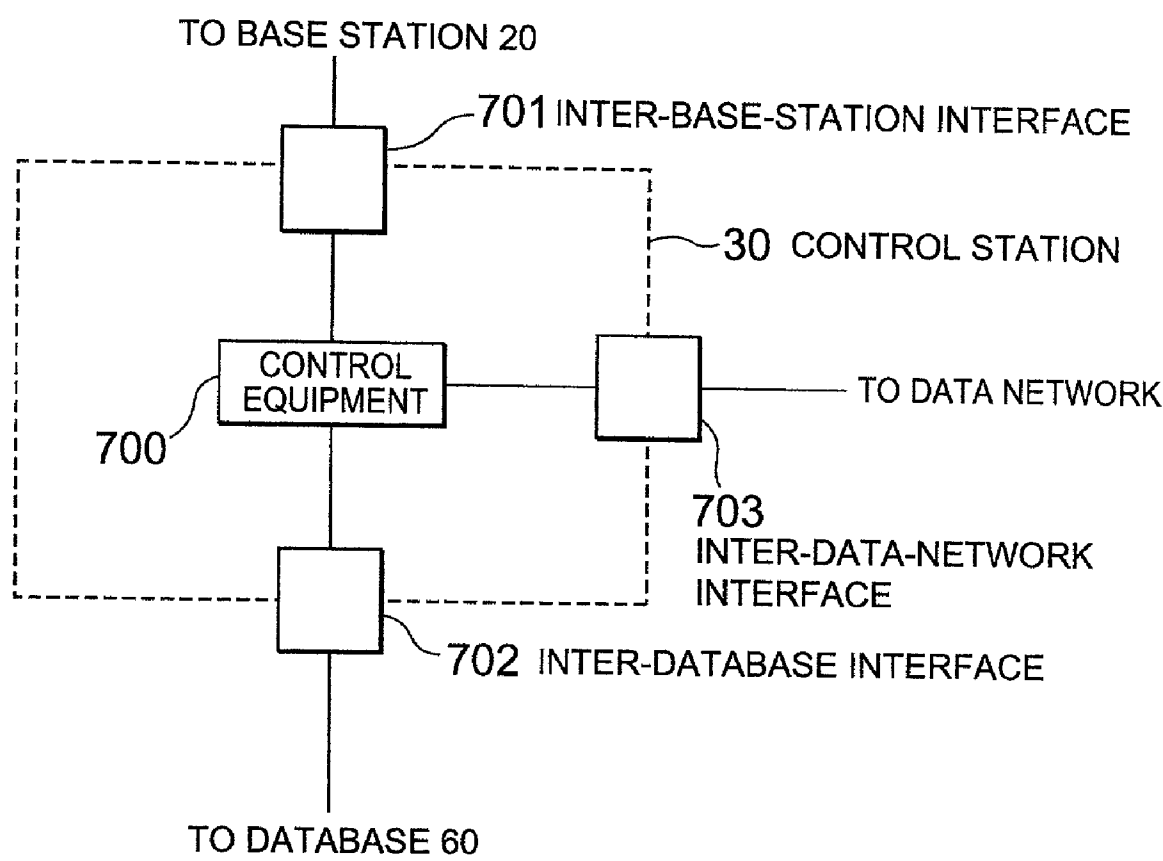 TO BASE STATION 20
701 INTER-BASE-STATION INTERFACE
30 CONTROL STATION
CONTROL
EQUIPMENT
TO DATA NETWORK
700
703
INTER-DATA-NETWORK
INTERFACE
702 INTER-DATABASE INTERFACE
TO DATABASE 60